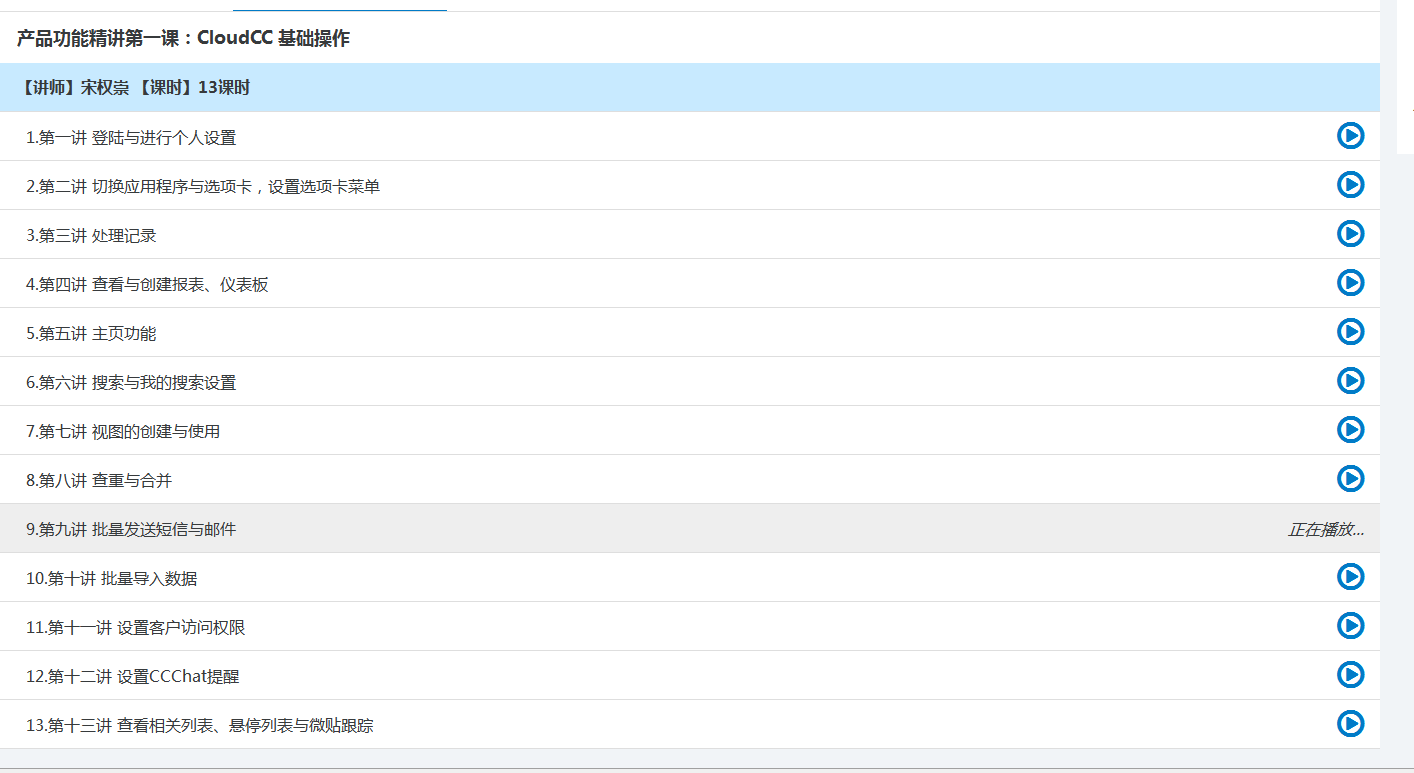 产品功能精讲第一课：CloudCC 基础操作
【讲师】宋权崇 【课时】13课时
1.第一讲 登陆与进行个人设置
2.第二讲 切换应用程序与选项卡，设置选项卡菜单
3.第三讲 处理记录
4.第四讲 查看与创建报表、仪表板
5.第五讲 主页功能
6.第六讲 搜索与我的搜索设置
7.第七讲 视图的创建与使用
8.第八讲 查重与合并
9.第九讲 批量发送短信与邮件 正在播放...
10.第十讲 批量导入数据
11.第十一讲 设置客户访问权限
12.第十二讲 设置CCChat提醒
13.第十三讲 查看相关列表、悬停列表与微贴跟踪